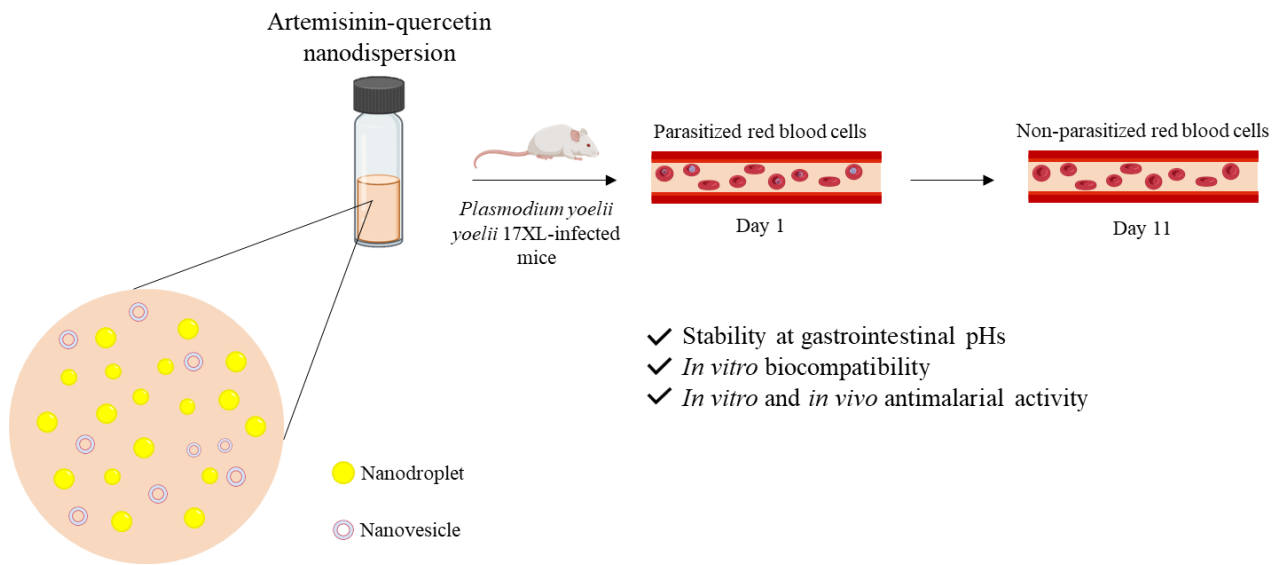 Artemisinin-quercetin
nanodispersion
Plasmodium yoelii
yoelii 17XL-infected
mice
Parasitized red blood cells
Day 1
Non-parasitized red blood cells
Day 11
Stability at gastrointestinal pHs
In vitro biocompatibility
In vitro and in vivo antimalarial activity
Nanodroplet
Nanovesicle